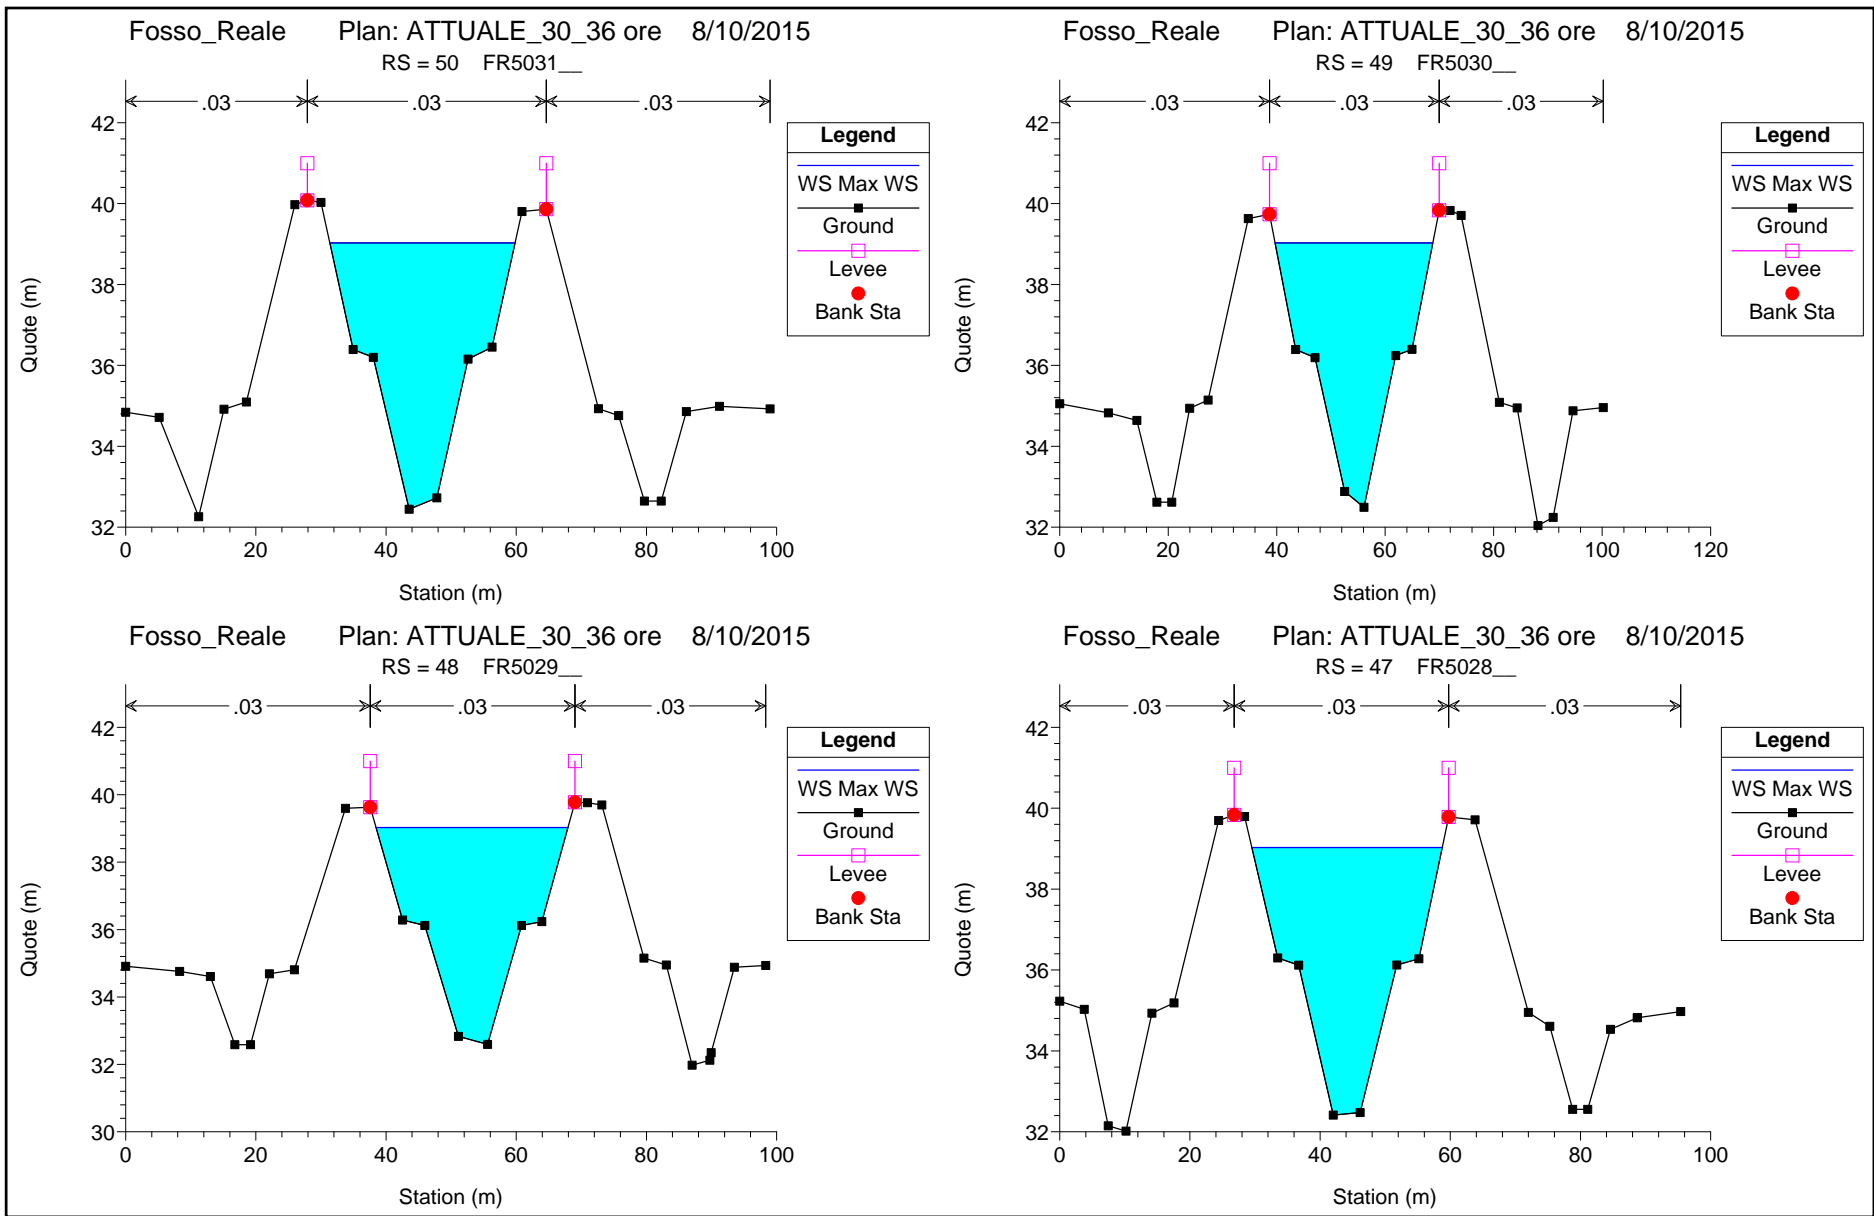 Fosso_Reale Plan: ATTUALE_30_36 ore 8/10/2015
RS = 50 FR5031__
.03 .03 .03
42
40
38
36
34
32
0 20 40 60 80 100
Station (m)
Quote (m)
Legend
WS Max WS
Ground
Levee
Bank Sta
Fosso_Reale Plan: ATTUALE_30_36 ore 8/10/2015
RS = 49 FR5030__
.03 .03 .03
42
40
38
36
34
32
0 20 40 60 80 100 120
Station (m)
Quote (m)
Legend
WS Max WS
Ground
Levee
Bank Sta
Fosso_Reale Plan: ATTUALE_30_36 ore 8/10/2015
RS = 48 FR5029__
.03 .03 .03
42
40
38
36
34
32
30
0 20 40 60 80 100
Station (m)
Quote (m)
Legend
WS Max WS
Ground
Levee
Bank Sta
Fosso_Reale Plan: ATTUALE_30_36 ore 8/10/2015
RS = 47 FR5028__
.03 .03 .03
42
40
38
36
34
32
0 20 40 60 80 100
Station (m)
Quote (m)
Legend
WS Max WS
Ground
Levee
Bank Sta